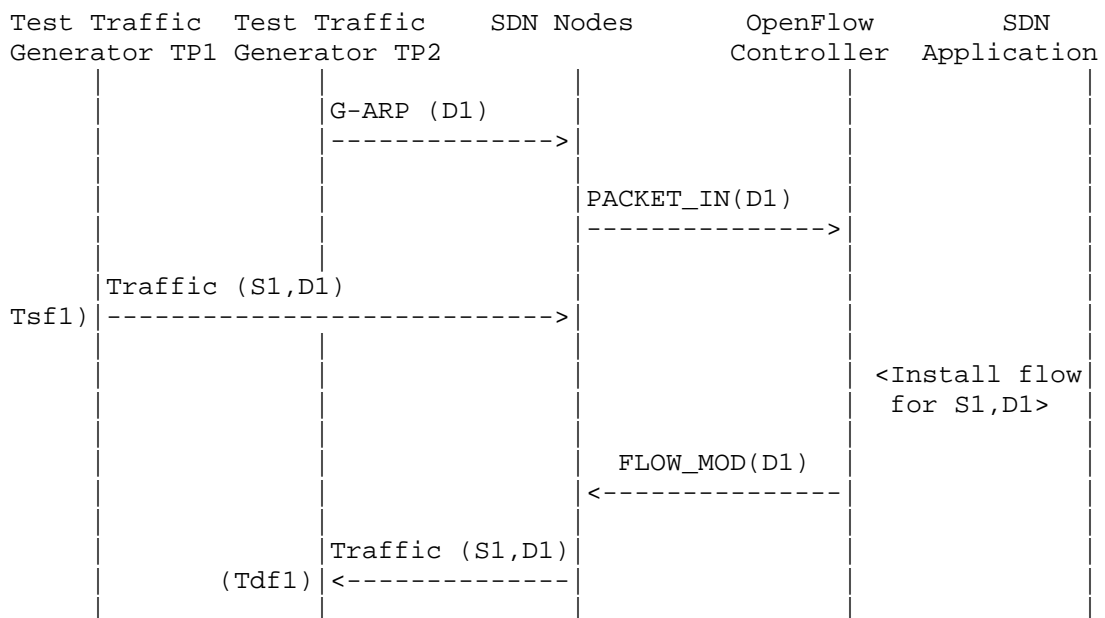 Test Traffic Test Traffic SDN Nodes OpenFlow SDN
Generator TP1 Generator TP2 Controller Application
G-ARP (D1)
-------------->
PACKET_IN(D1)
--------------->
Traffic (S1,D1)
Tsf1) ---------------------------->
<Install flow
for S1,D1>
FLOW_MOD(D1)
<---------------
Traffic (S1,D1)
(Tdf1) <--------------